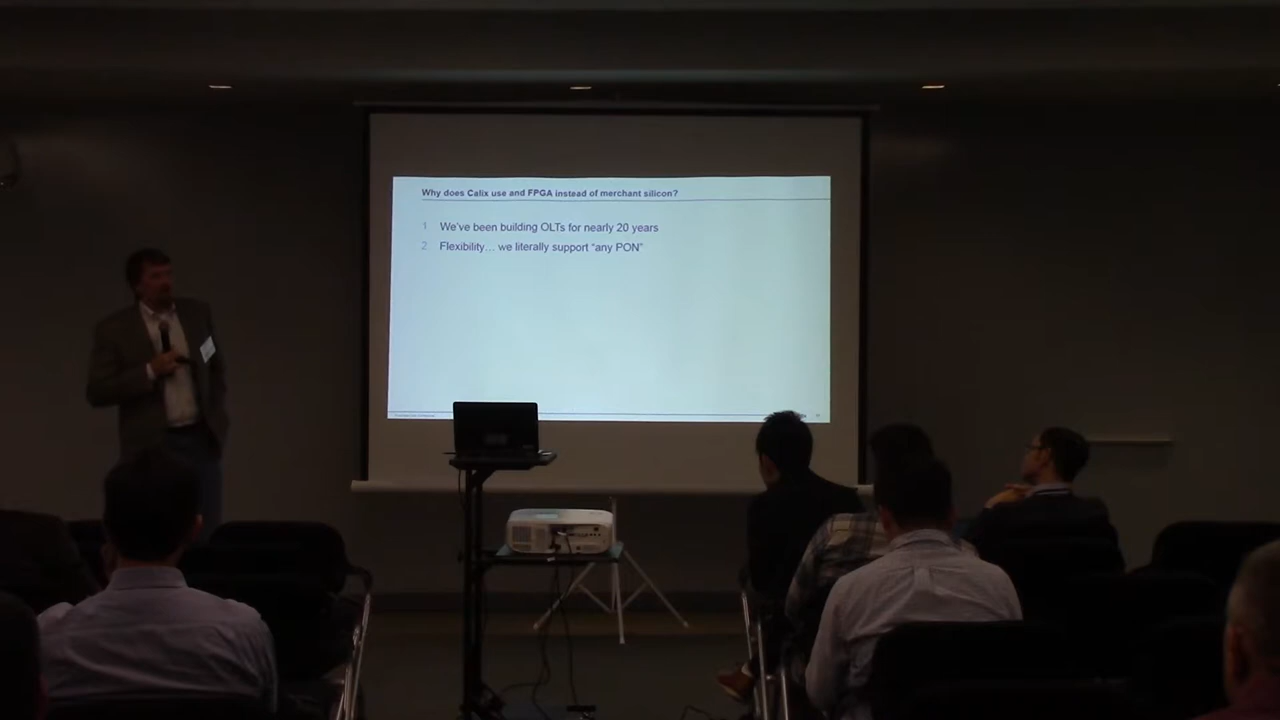 Why does Calix use and FPGA instead of merchant silicon?
1 We've been building OLTs for nearly 20 years
2 Flexibility… we literally support “any PON”